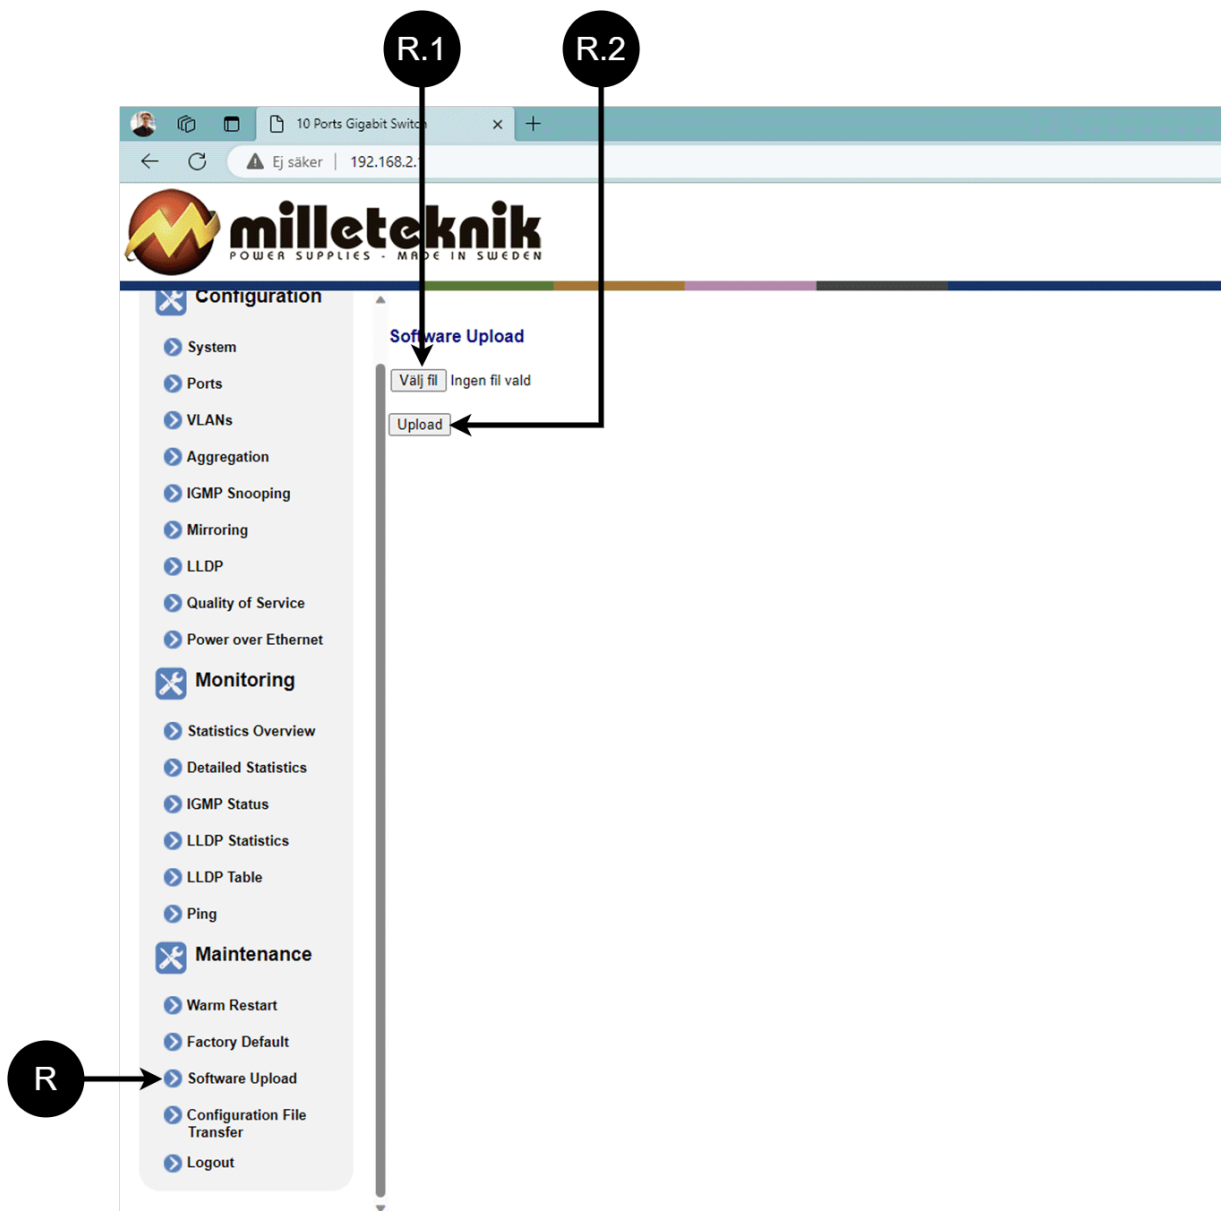 R.1
R.2
10 Ports Gigabit Switch
Ej säker
192.168.2.
milleteknik
POWER SUPPLIES - MADE IN SWEDEN
Configuration
System
Ports
VLANs
Aggregation
IGMP Snooping
Mirroring
LLDP
Quality of Service
Power over Ethernet
Monitoring
Statistics Overview
Detailed Statistics
IGMP Status
LLDP Statistics
LLDP Table
Ping
Maintenance
Warm Restart
Factory Default
Software Upload
Configuration File
Transfer
Logout
R
Software Upload
Välj fil Ingen fil vald
Upload